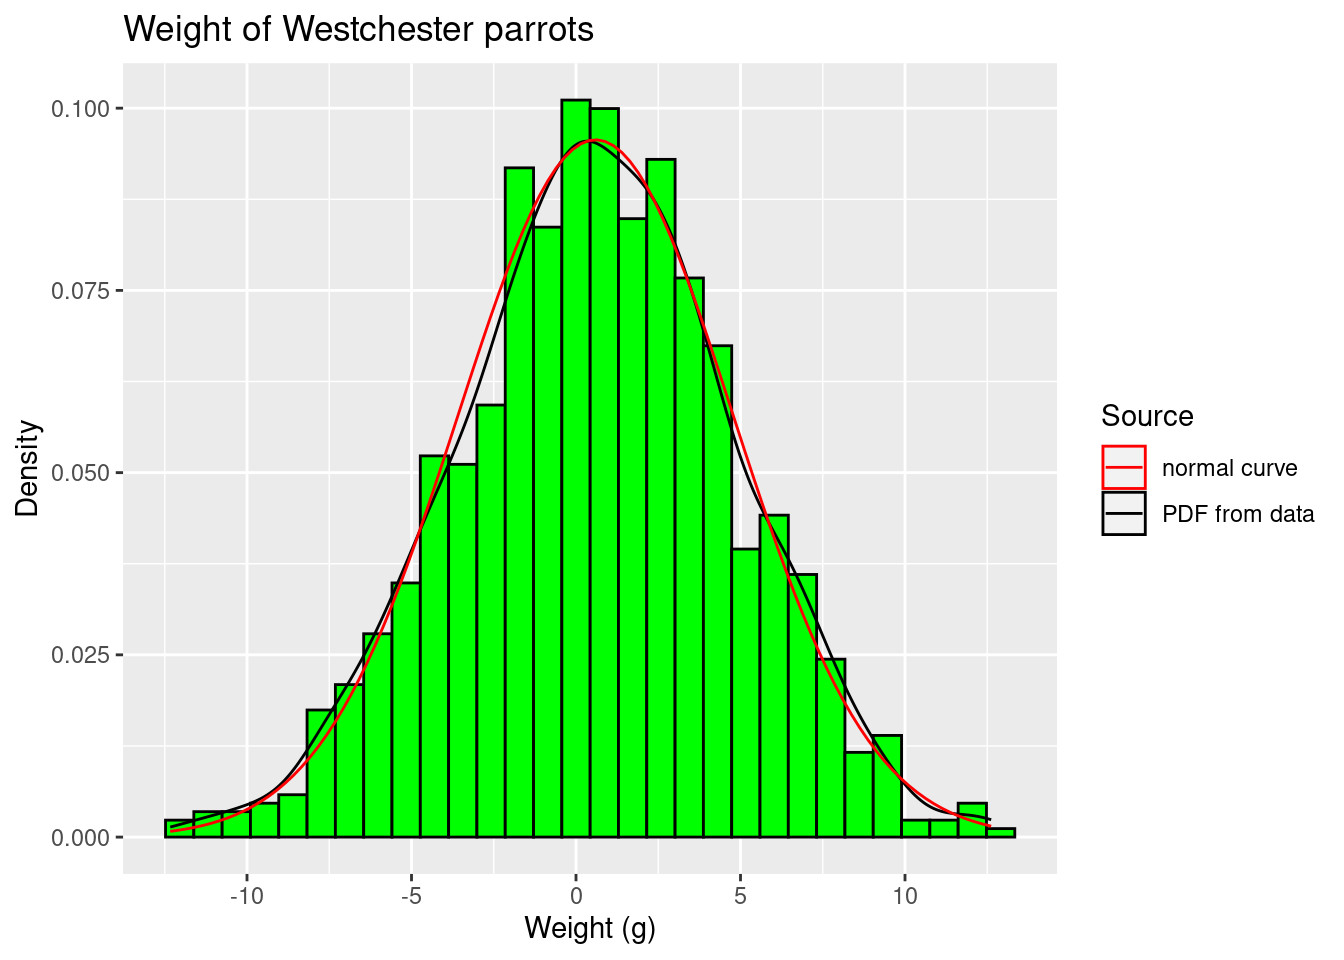 Weight of Westchester parrots
0.100
0.075
0.050
0.025
0.000
Density
-10
-5
0
5
10
Weight (g)
Source
normal curve
PDF from data